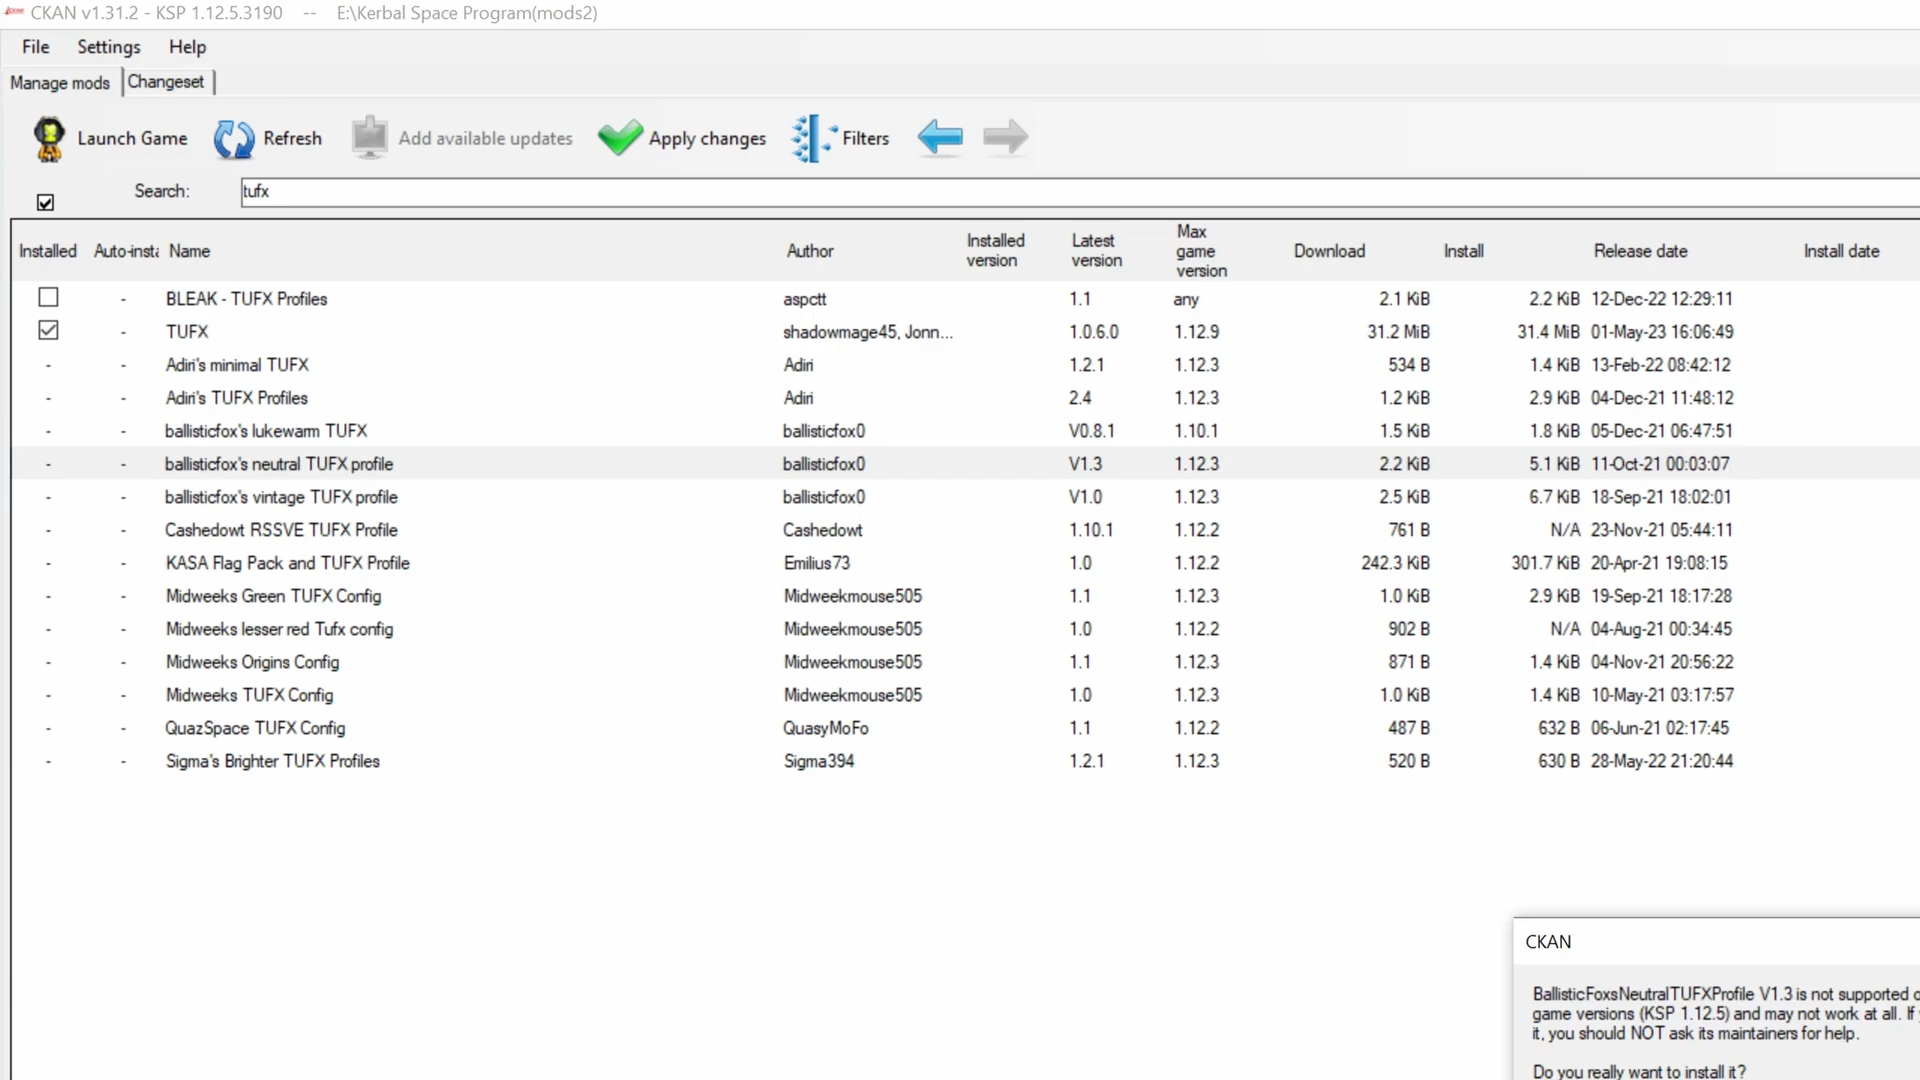 CKAN v1.31.2 - KSP 1.12.5.3190 -- E:\Kerbal Space Program(mods2)
File Settings Help
Manage mods Changeset
Launch Game Refresh Add available updates Apply changes Filters
Search: tufx
Installed Auto-insta Name Author Installed version Latest version Max game version Download Install Release date Install date
BLEAK - TUFX Profiles aspctt 1.1 any 2.1 KiB 2.2 KiB 12-Dec-22 12:29:11
TUFX shadowmage45, Jonn... 1.0.6.0 1.12.9 31.2 MiB 31.4 MiB 01-May-23 16:06:49
- - Adiri's minimal TUFX Adiri 1.2.1 1.12.3 534 B 1.4 KiB 13-Feb-22 08:42:12
- - Adiri's TUFX Profiles Adiri 2.4 1.12.3 1.2 KiB 2.9 KiB 04-Dec-21 11:48:12
- - ballisticfox's lukewarm TUFX ballisticfox0 V0.8.1 1.10.1 1.5 KiB 1.8 KiB 05-Dec-21 06:47:51
- - ballisticfox's neutral TUFX profile ballisticfox0 V1.3 1.12.3 2.2 KiB 5.1 KiB 11-Oct-21 00:03:07
- - ballisticfox's vintage TUFX profile ballisticfox0 V1.0 1.12.3 2.5 KiB 6.7 KiB 18-Sep-21 18:02:01
- - Cashedowt RSSVE TUFX Profile Cashedowt 1.10.1 1.12.2 761 B N/A 23-Nov-21 05:44:11
- - KASA Flag Pack and TUFX Profile Emilius73 1.0 1.12.2 242.3 KiB 301.7 KiB 20-Apr-21 19:08:15
- - Midweeks Green TUFX Config Midweekmouse505 1.1 1.12.3 1.0 KiB 2.9 KiB 19-Sep-21 18:17:28
- - Midweeks lesser red Tufx config Midweekmouse505 1.0 1.12.2 902 B N/A 04-Aug-21 00:34:45
- - Midweeks Origins Config Midweekmouse505 1.1 1.12.3 871 B 1.4 KiB 04-Nov-21 20:56:22
- - Midweeks TUFX Config Midweekmouse505 1.0 1.12.3 1.0 KiB 1.4 KiB 10-May-21 03:17:57
- - QuazSpace TUFX Config QuasyMoFo 1.1 1.12.2 487 B 632 B 06-Jun-21 02:17:45
- - Sigma's Brighter TUFX Profiles Sigma394 1.2.1 1.12.3 520 B 630 B 28-May-22 21:20:44
CKAN
BallisticFoxsNeutralTUFXProfile V1.3 is not supported
game versions (KSP 1.12.5) and may not work at all. If
it, you should NOT ask its maintainers for help.
Do you really want to install it?